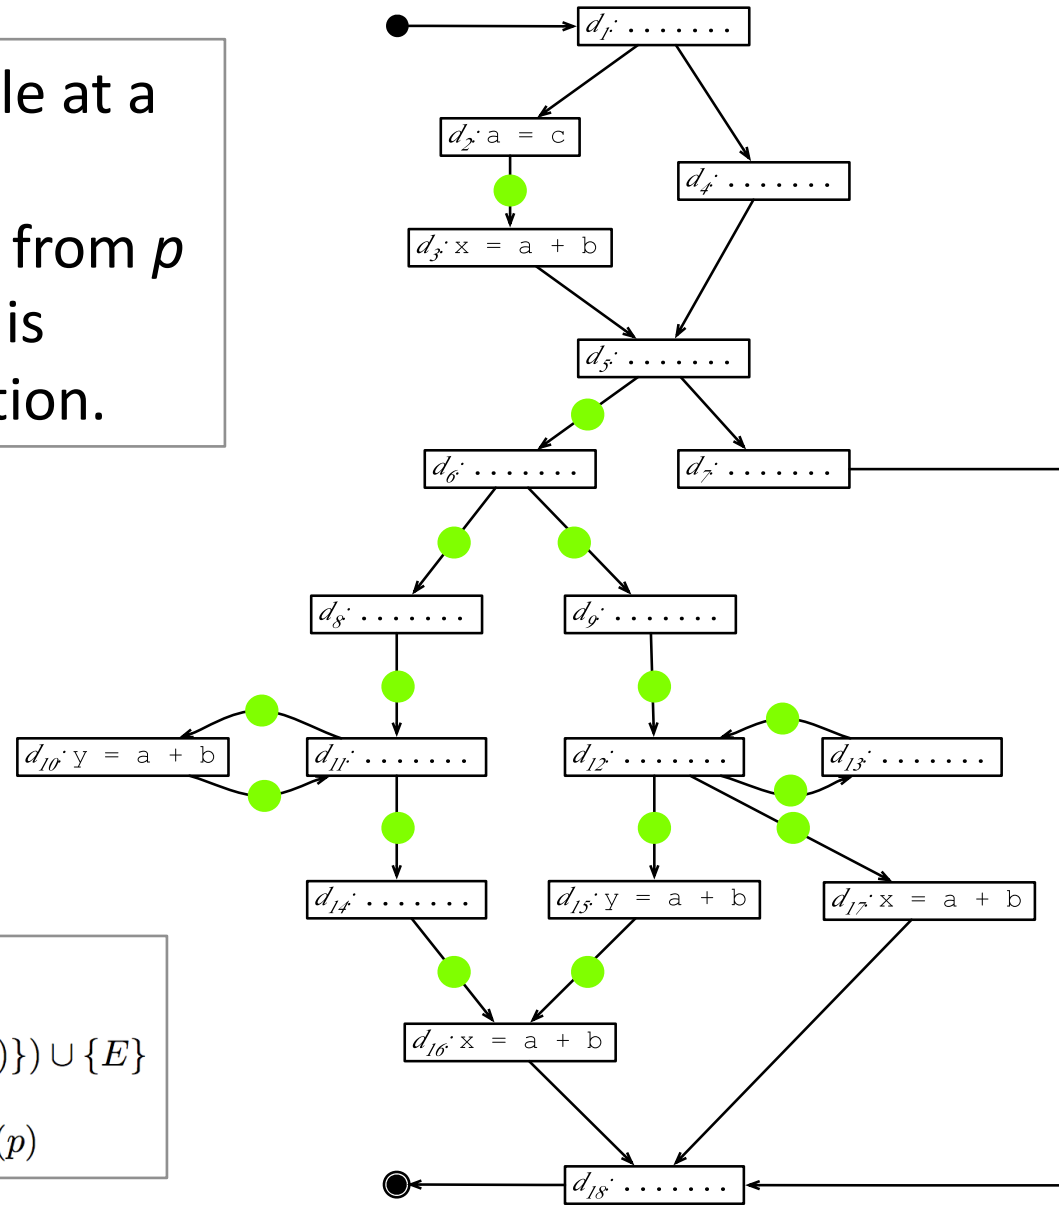 le at a
from p
is
tion.
)}) ∪ {E}
(p)
d1: .......
d2: a = c
d4: .......
d3: x = a + b
d5: .......
d6: .......
d7: .......
d8: .......
d9: .......
d10: y = a + b
d11: .......
d12: .......
d13: .......
d14: .......
d15: y = a + b
d17: x = a + b
d16: x = a + b
d18: .......